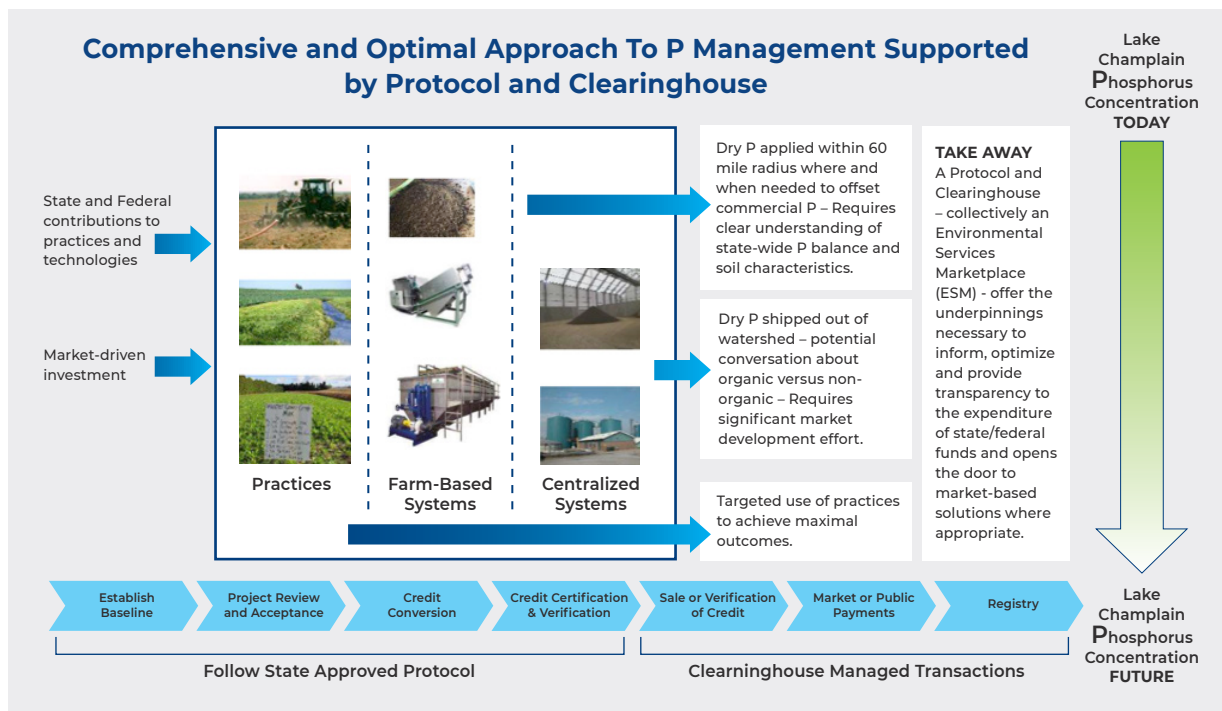 Comprehensive and Optimal Approach To P Management Supported
by Protocol and Clearinghouse
Lake
Champlain
Phosphorus
Concentration
TODAY
State and Federal
contributions to
practices and
technologies
Market-driven
investment
Practices
Farm-Based
Systems
Centralized
Systems
Dry P applied within 60
mile radius where and
when needed to offset
commercial P – Requires
clear understanding of
state-wide P balance and
soil characteristics.
Dry P shipped out of
watershed – potential
conversation about
organic versus non-
organic – Requires
significant market
development effort.
Targeted use of practices
to achieve maximal
outcomes.
TAKE AWAY
A Protocol and
Clearinghouse
– collectively an
Environmental
Services
Marketplace
(ESM) - offer the
underpinnings
necessary to
inform, optimize
and provide
transparency to
the expenditure
of state/federal
funds and opens
the door to
market-based
solutions where
appropriate.
Establish
Baseline
Project Review
and Acceptance
Credit
Conversion
Credit Certification
& Verification
Sale or Verification
of Credit
Market or Public
Payments
Registry
Follow State Approved Protocol
Clearninghouse Managed Transactions
Lake
Champlain
Phosphorus
Concentration
FUTURE